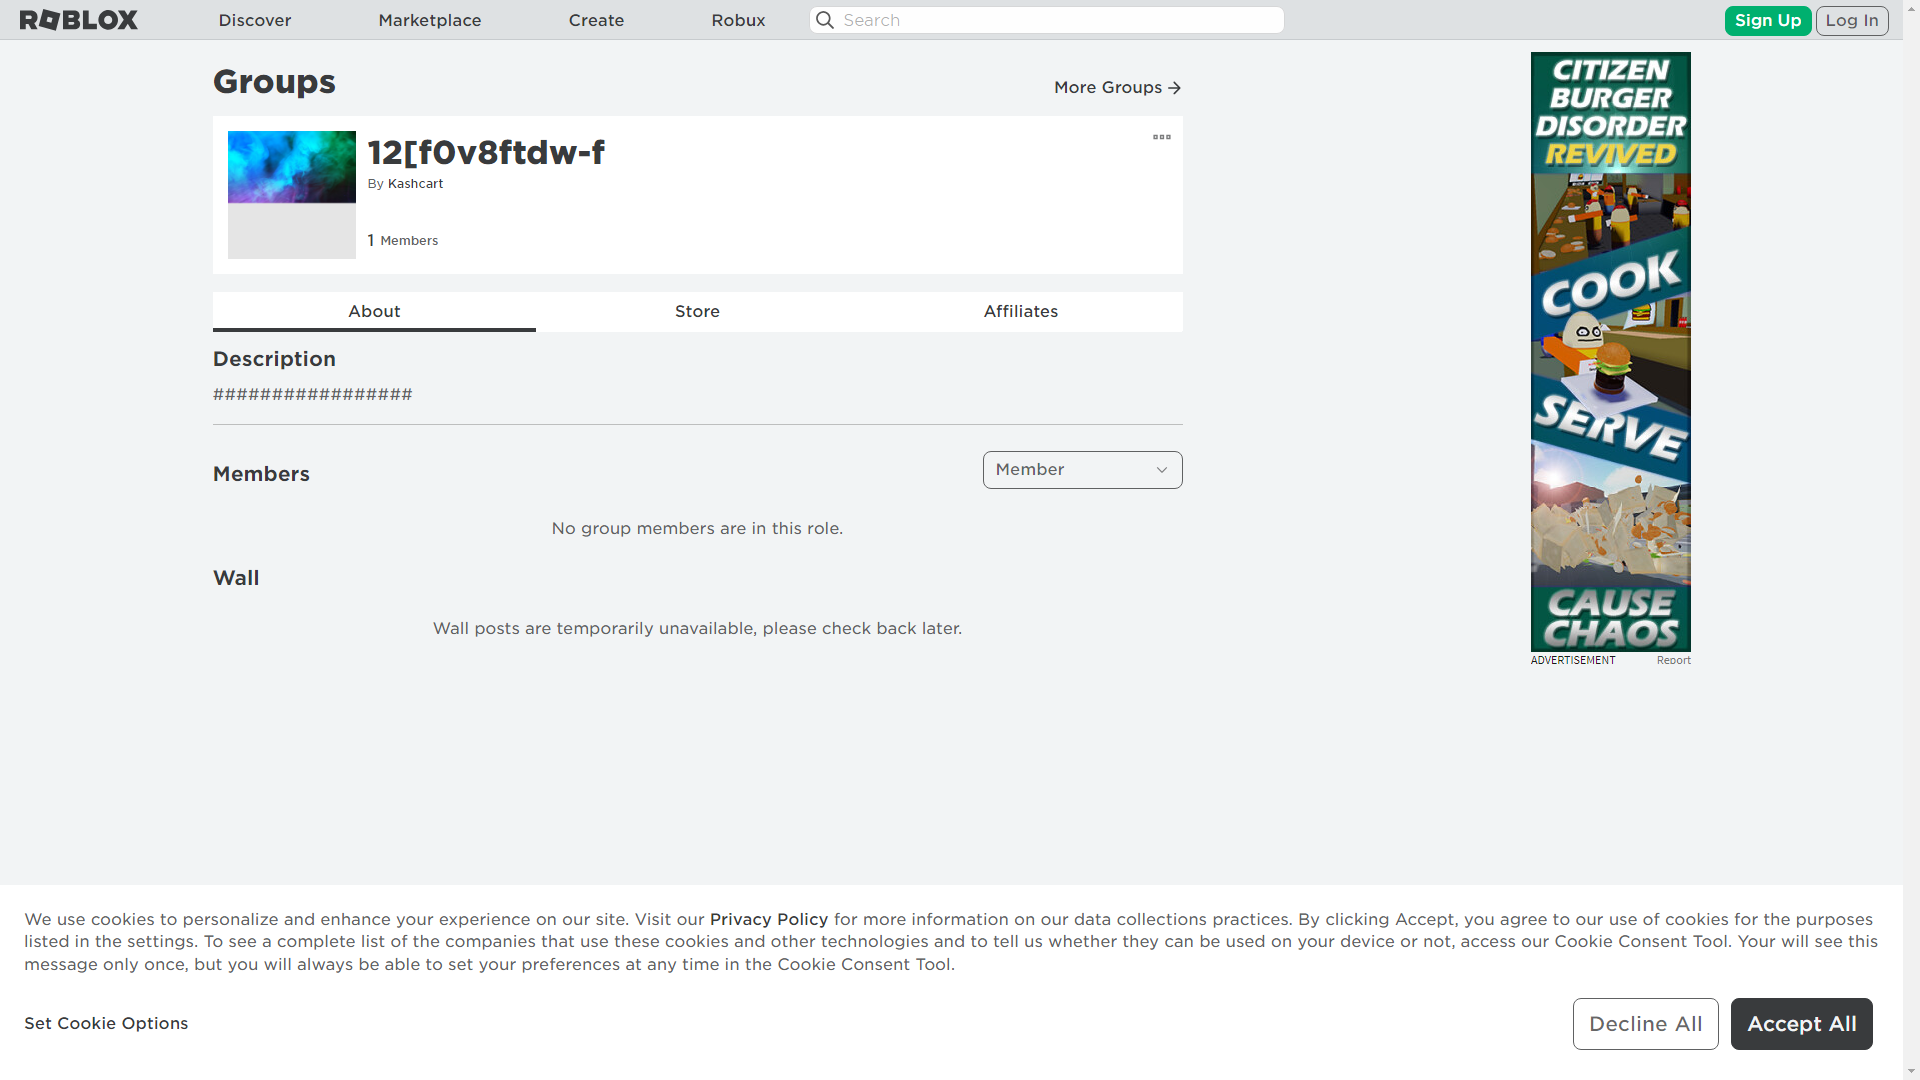 ROBLOX
Discover
Marketplace
Create
Robux
Search
Sign Up
Log In
Groups
More Groups
12[f0v8ftdw-f
By Kashcart
1 Members
About
Store
Affiliates
Description
#################
Members
Member
No group members are in this role.
Wall
Wall posts are temporarily unavailable, please check back later.
CITIZEN
BURGER
DISORDER
REVIVED
COOK
SERVE
CAUSE
CHAOS
ADVERTISEMENT
Report
We use cookies to personalize and enhance your experience on our site. Visit our Privacy Policy for more information on our data collections practices. By clicking Accept, you agree to our use of cookies for the purposes
listed in the settings. To see a complete list of the companies that use these cookies and other technologies and to tell us whether they can be used on your device or not, access our Cookie Consent Tool. Your will see this
message only once, but you will always be able to set your preferences at any time in the Cookie Consent Tool.
Set Cookie Options
Decline All
Accept All